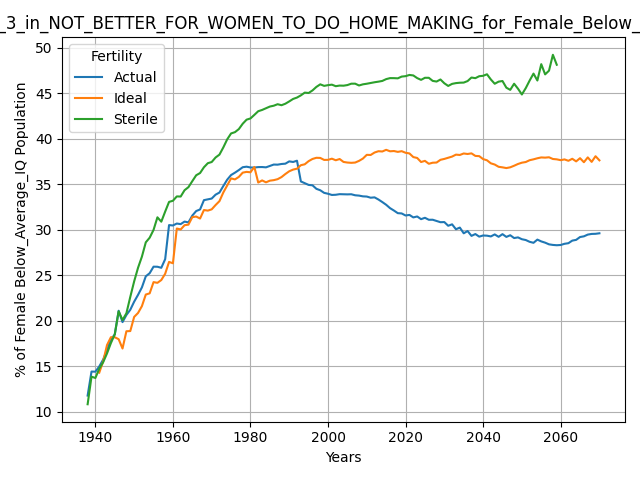 _3_in_NOT_BETTER_FOR_WOMEN_TO_DO_HOME_MAKING_for_Female_Below_
Fertility
Actual
Ideal
Sterile
% of Female Below_Average_IQ Population
50
45
40
35
30
25
20
15
10
1940 1960 1980 2000 2020 2040 2060
Years